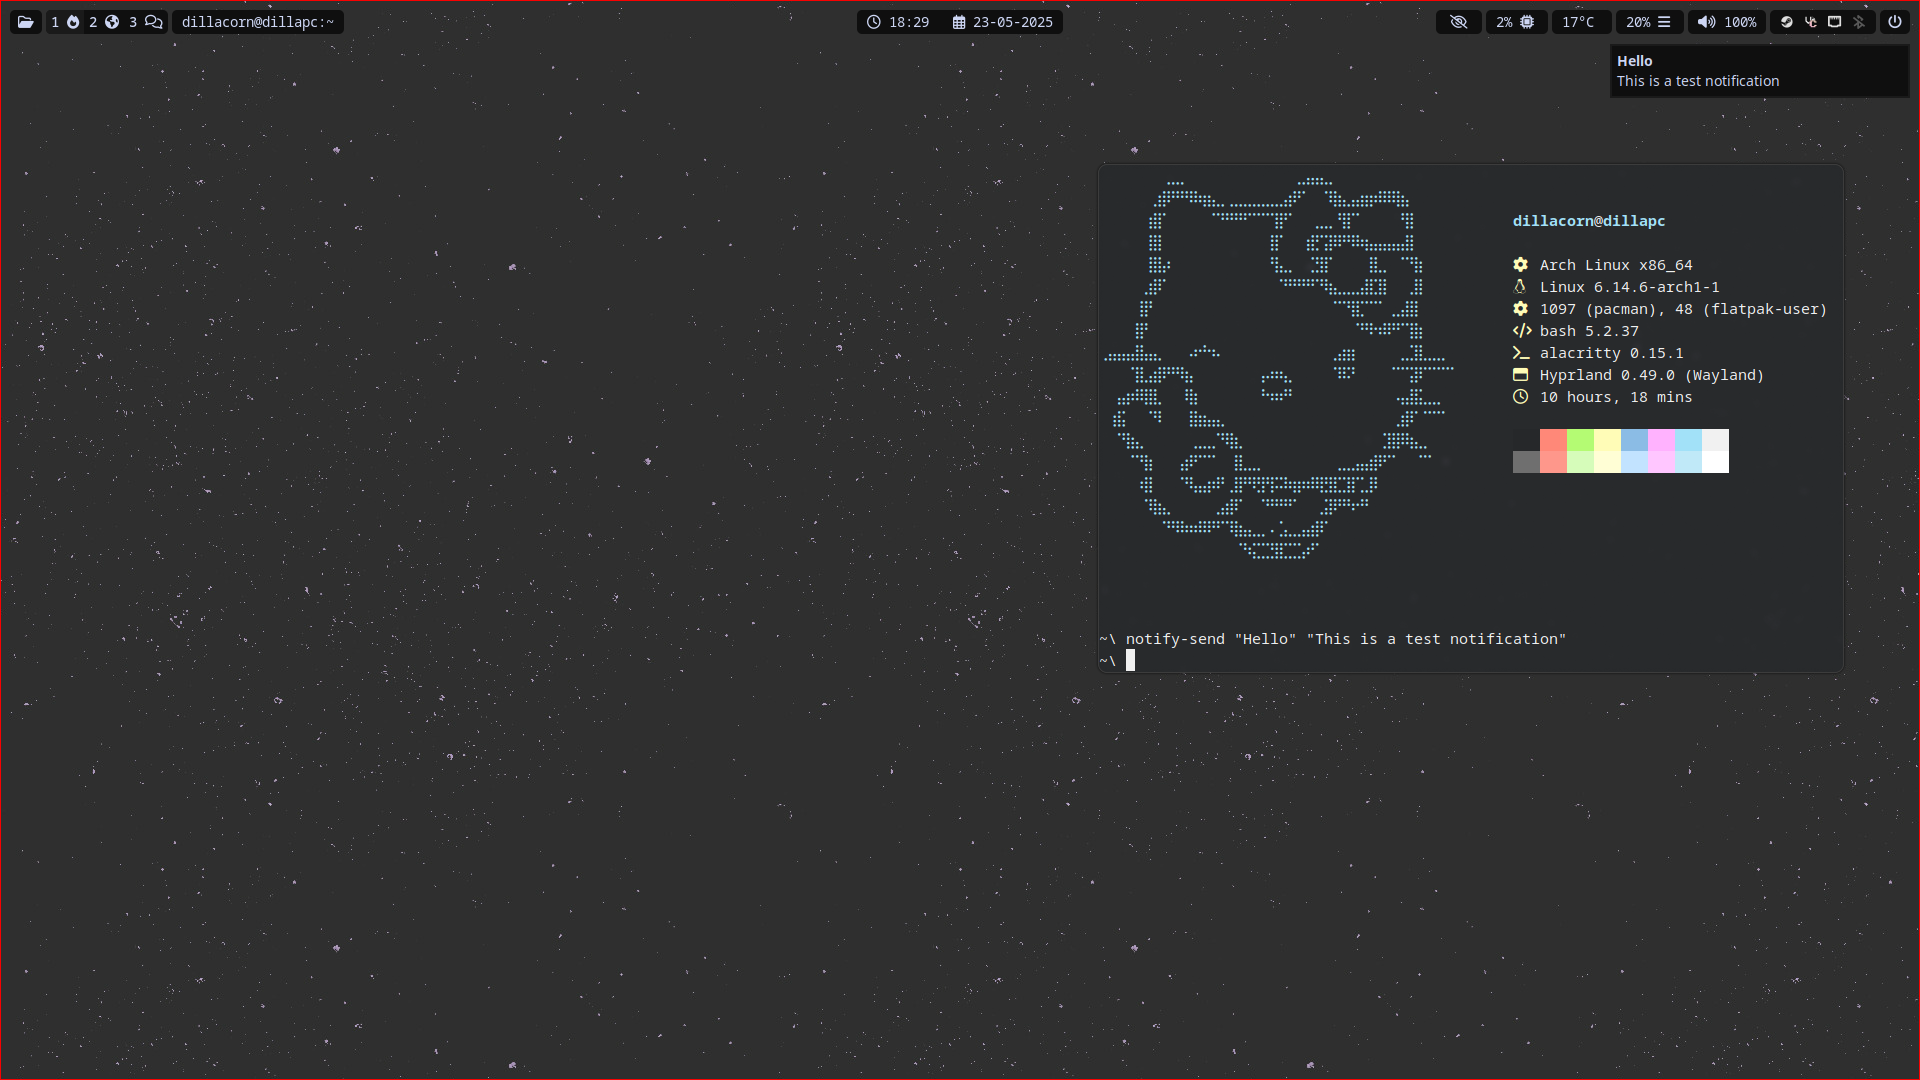 1 2 3 dillacorn@dillapc:~ 18:29 23-05-2025 2% 17°C 20% 100%
Hello
This is a test notification
dillacorn@dillapc
Arch Linux x86_64
Linux 6.14.6-arch1-1
1097 (pacman), 48 (flatpak-user)
bash 5.2.37
alacritty 0.15.1
Hyprland 0.49.0 (Wayland)
10 hours, 18 mins
~\ notify-send "Hello" "This is a test notification"
~\